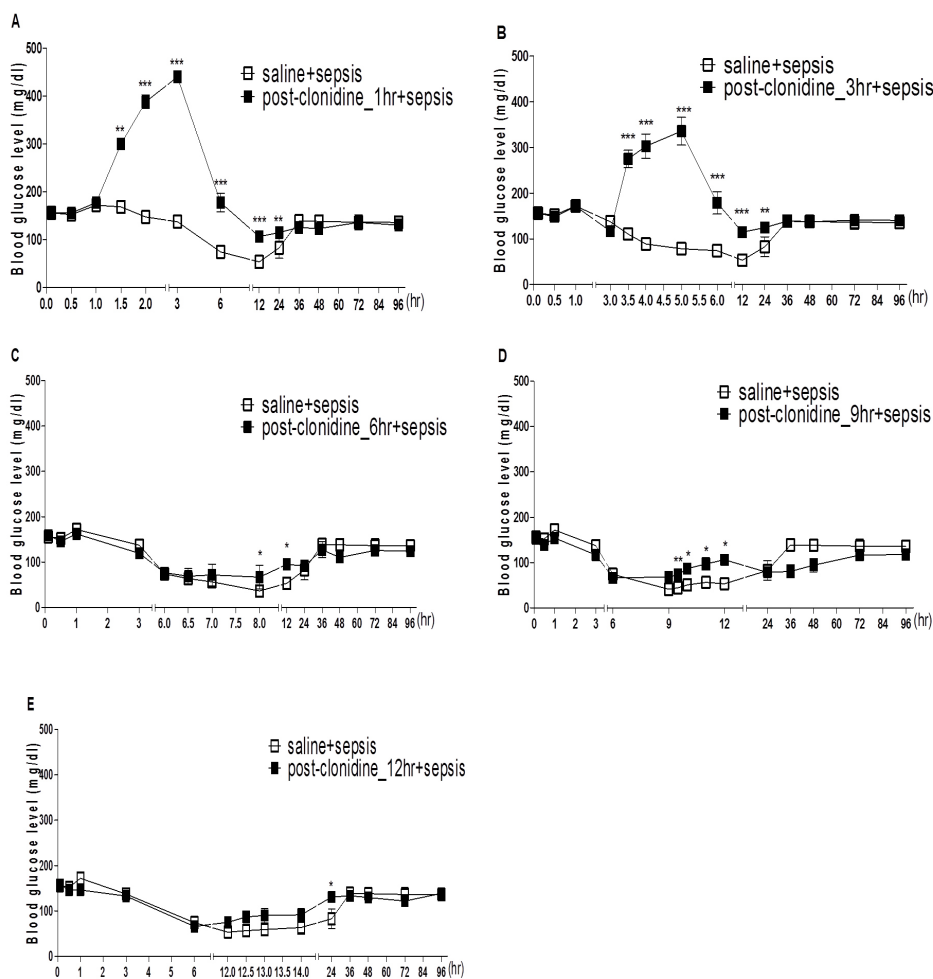 A
Blood glucose level (mg/dl)
500
400
300
200
100
0
saline+sepsis
post-clonidine_1hr+sepsis
** *** *** *** *** **
0.0 0.5 1.0 1.5 2.0 3 6 12 24 36 48 72 84 96 (hr)
B
Blood glucose level (mg/dl)
500
400
300
200
100
0
saline+sepsis
post-clonidine_3hr+sepsis
*** *** *** *** *** **
0.0 0.5 1.0 3.0 3.5 4.0 4.5 5.0 6.0 12 24 36 48 72 84 96 (hr)
C
Blood glucose level (mg/dl)
500
400
300
200
100
0
saline+sepsis
post-clonidine_6hr+sepsis
* *
0 1 2 3 6.0 6.5 7.0 7.5 8.0 12 24 36 48 72 84 96 (hr)
D
Blood glucose level (mg/dl)
500
400
300
200
100
0
saline+sepsis
post-clonidine_9hr+sepsis
** * * *
0 1 2 3 6 9 12 24 36 48 72 84 96 (hr)
E
Blood glucose level (mg/dl)
500
400
300
200
100
0
saline+sepsis
post-clonidine_12hr+sepsis
*
0 1 2 3 4 5 6 12.0 12.5 13.0 13.5 14.0 24 36 48 72 84 96 (hr)